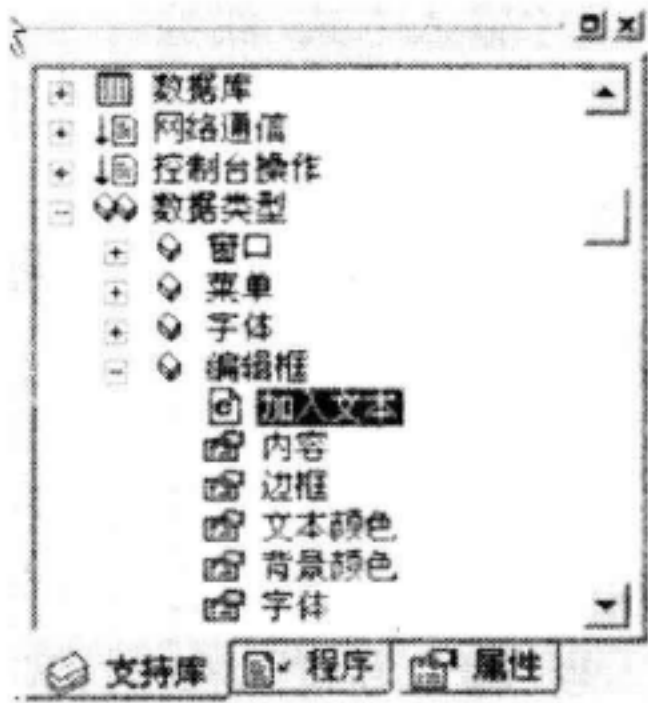 数据库
网络通信
控制台操作
数据类型
窗口
菜单
字体
编辑框
加入文本
内容
边框
文本颜色
背景颜色
字体
支持库 程序 属性